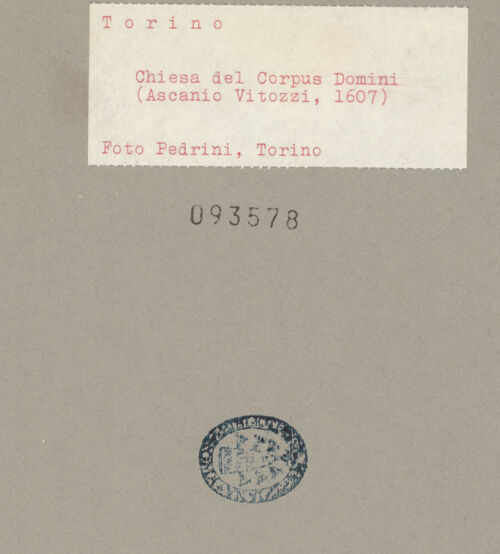 Torino
Chiesa del Corpus Domini
(Ascanio Vitozzi, 1607)
Foto Pedrini, Torino
093578